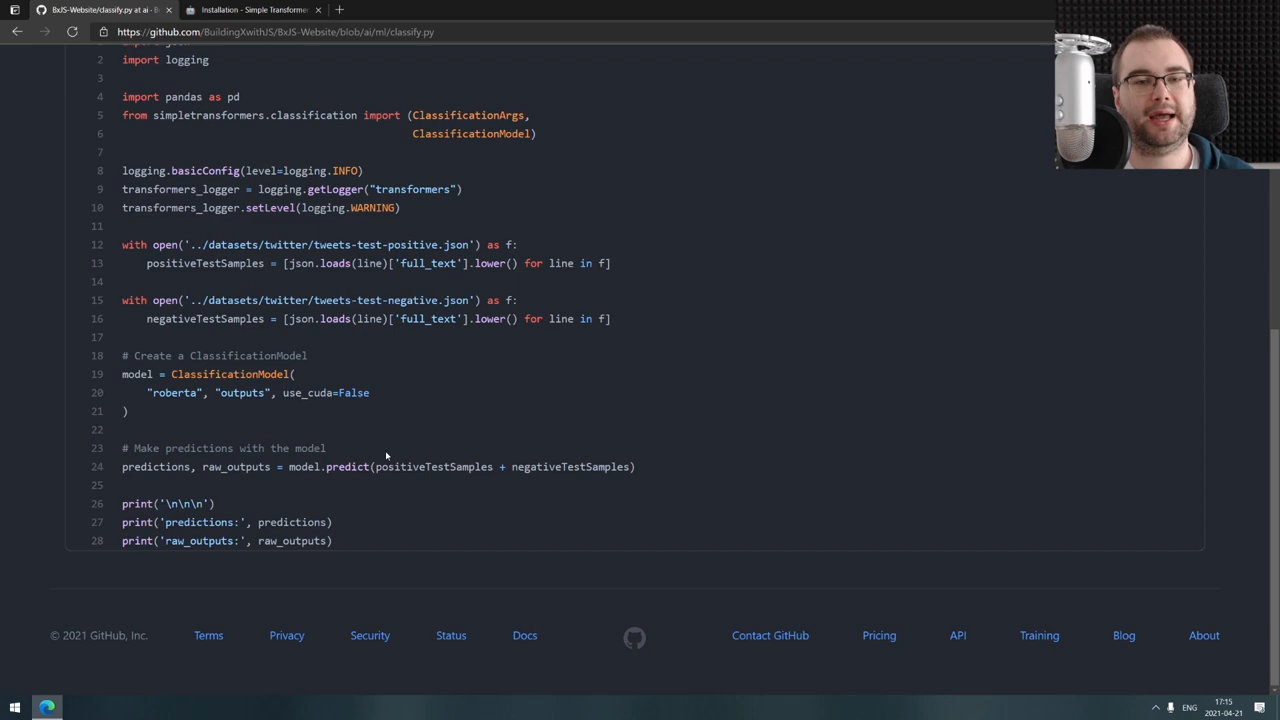 BxJS-Website/classify.py at ai · B
Installation - Simple Transforme
https://github.com/BuildingXwithJS/BxJS-Website/blob/ai/ml/classify.py
import json
2 import logging
3
4 import pandas as pd
5 from simpletransformers.classification import (ClassificationArgs,
6 ClassificationModel)
7
8 logging.basicConfig(level=logging.INFO)
9 transformers_logger = logging.getLogger("transformers")
10 transformers_logger.setLevel(logging.WARNING)
11
12 with open('../datasets/twitter/tweets-test-positive.json') as f:
13 positiveTestSamples = [json.loads(line)['full_text'].lower() for line in f]
14
15 with open('../datasets/twitter/tweets-test-negative.json') as f:
16 negativeTestSamples = [json.loads(line)['full_text'].lower() for line in f]
17
18 # Create a ClassificationModel
19 model = ClassificationModel(
20 "roberta", "outputs", use_cuda=False
21 )
22
23 # Make predictions with the model
24 predictions, raw_outputs = model.predict(positiveTestSamples + negativeTestSamples)
25
26 print('\n\n\n')
27 print('predictions:', predictions)
28 print('raw_outputs:', raw_outputs)
© 2021 GitHub, Inc. Terms Privacy Security Status Docs Contact GitHub Pricing API Training Blog About
ENG
17:15
2021-04-21